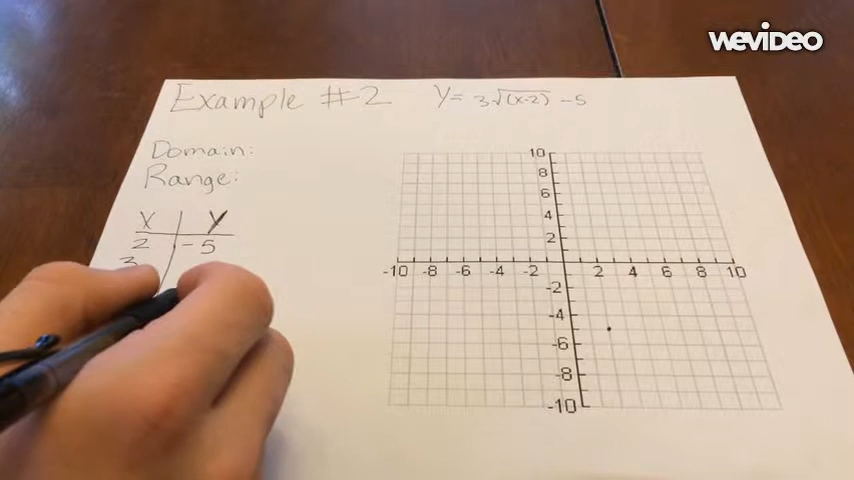 wevideo
Example #2 Y= 3√(x-2) -5
Domain:
Range:
X Y
2 -5
3
10
8
6
4
2
-10 -8 -6 -4 -2 2 4 6 8 10
-2
-4
-6
-8
-10